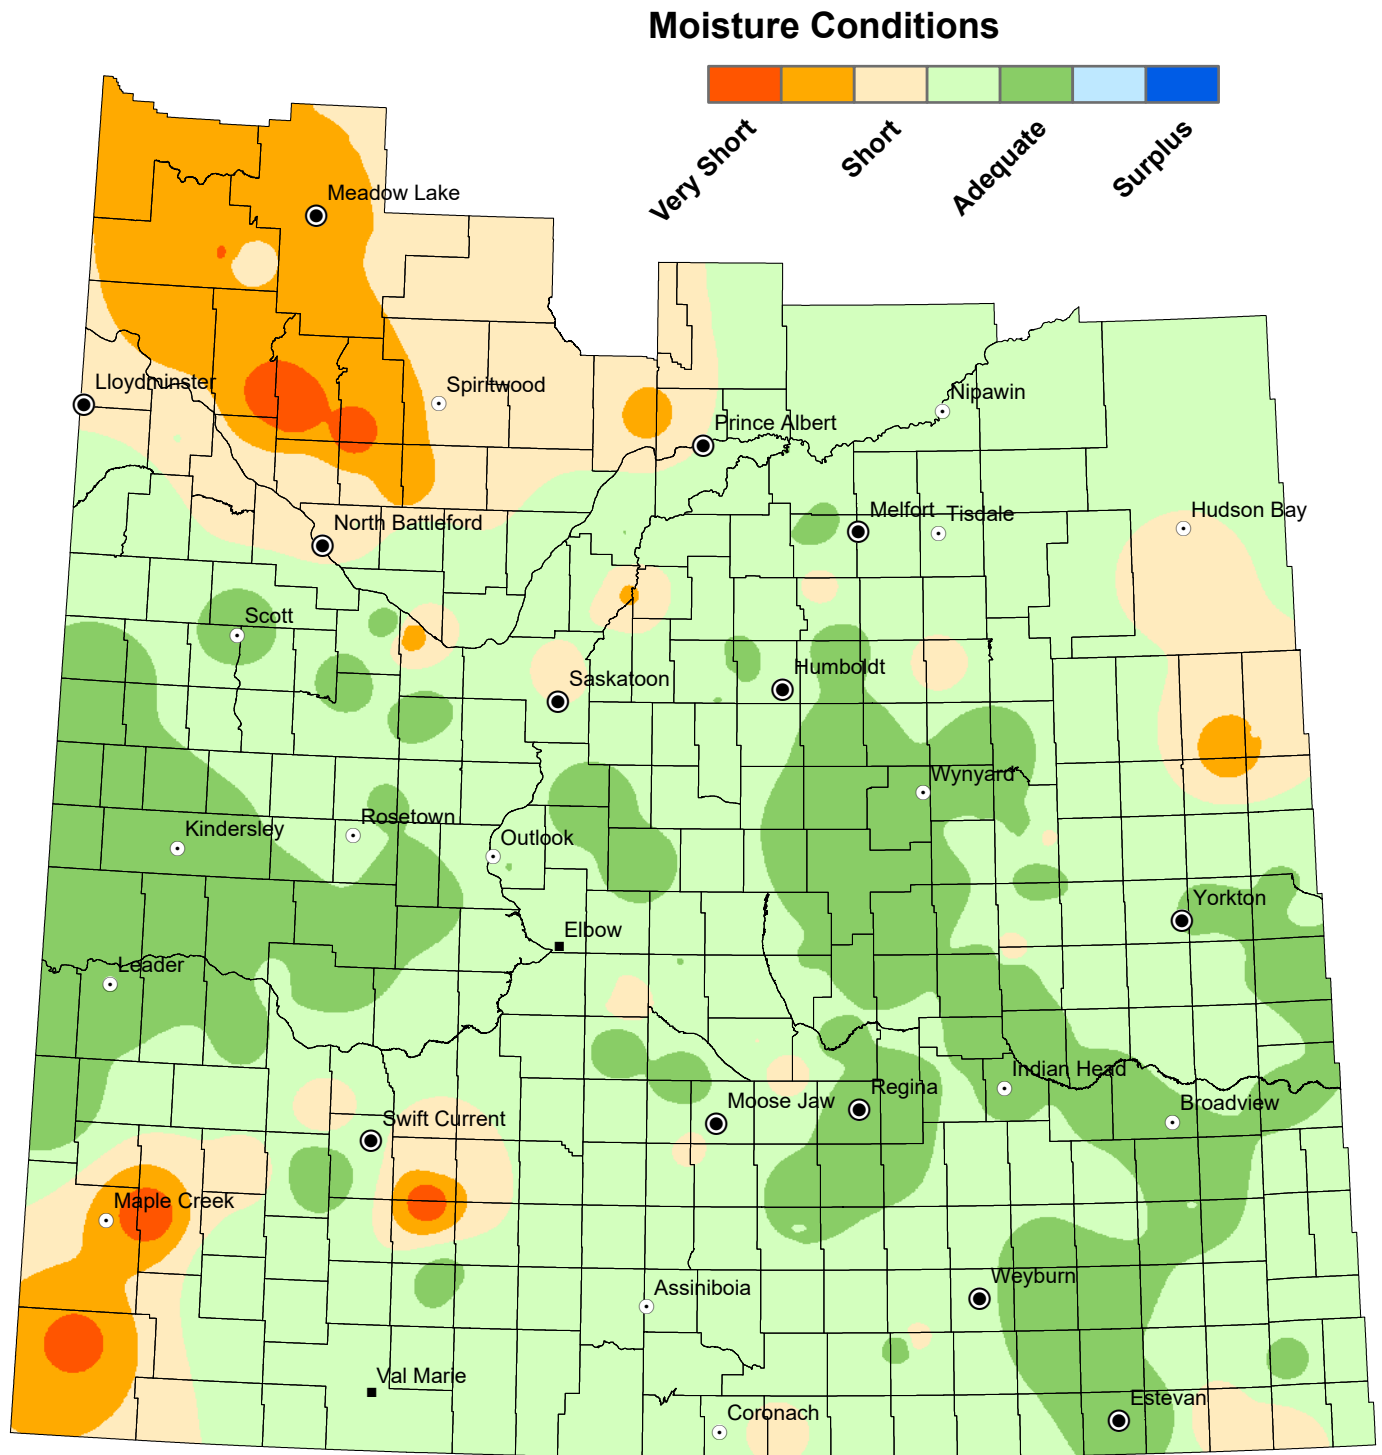 Moisture Conditions
Very Short
Short
Adequate
Surplus
Meadow Lake
Lloydminster
Spiritwood
Nipawin
Prince Albert
North Battleford
Melfort
Tisdale
Hudson Bay
Scott
Saskatoon
Humboldt
Wynyard
Kindersley
Rosetown
Outlook
Yorkton
Elbow
Leader
Indian Head
Regina
Moose Jaw
Broadview
Swift Current
Maple Creek
Weyburn
Assiniboia
Val Marie
Estevan
Coronach